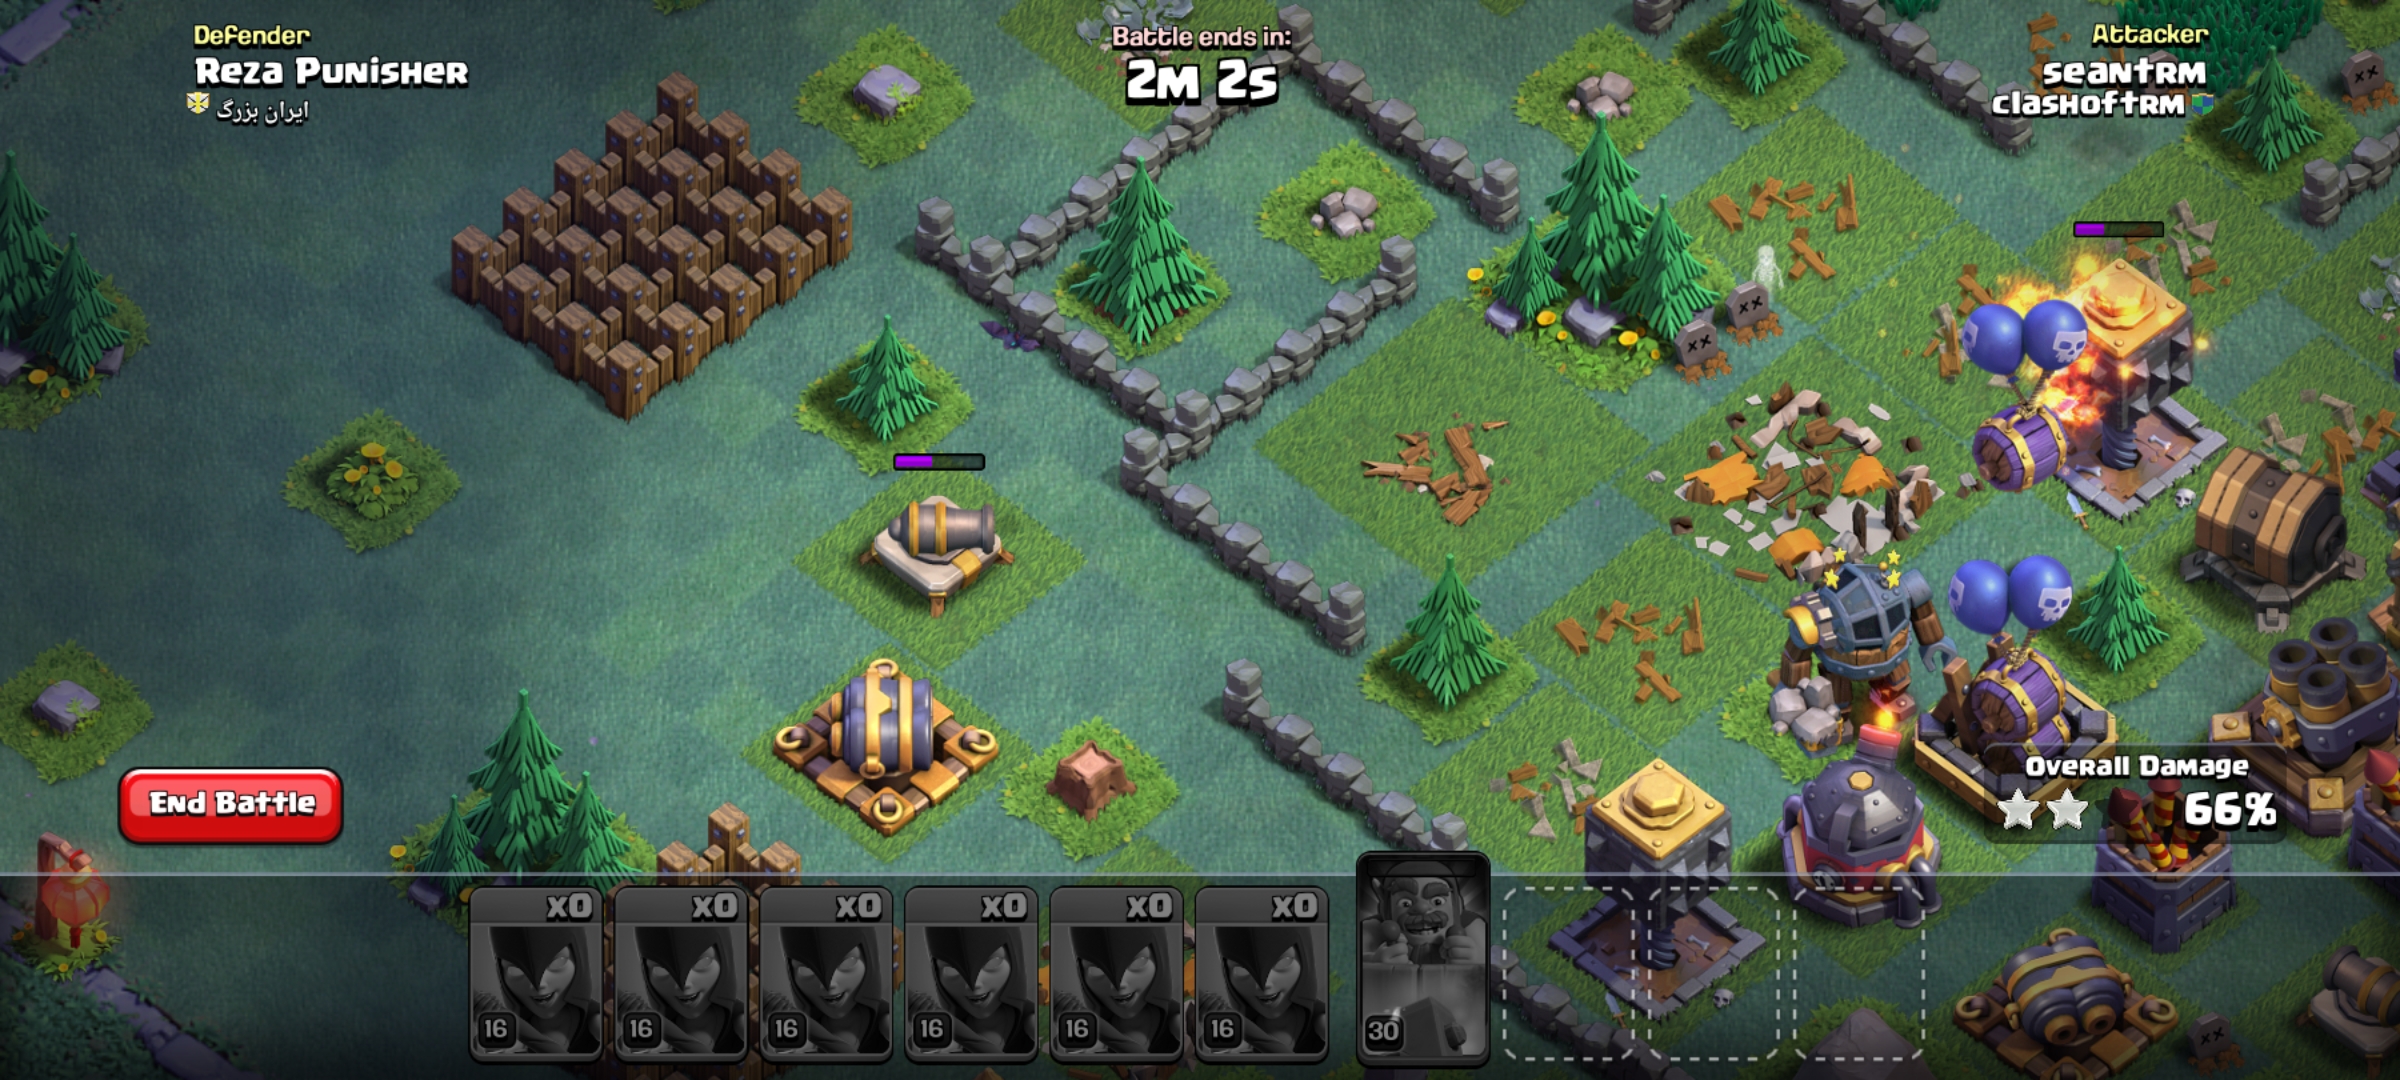 Defender
Reza Punisher
ایران بزرگ
Battle ends in:
2M 2s
Attacker
seantrm
clashoftrm
End Battle
Overall Damage
66%
x0 x0 x0 x0 x0 x0
16 16 16 16 16 16 30